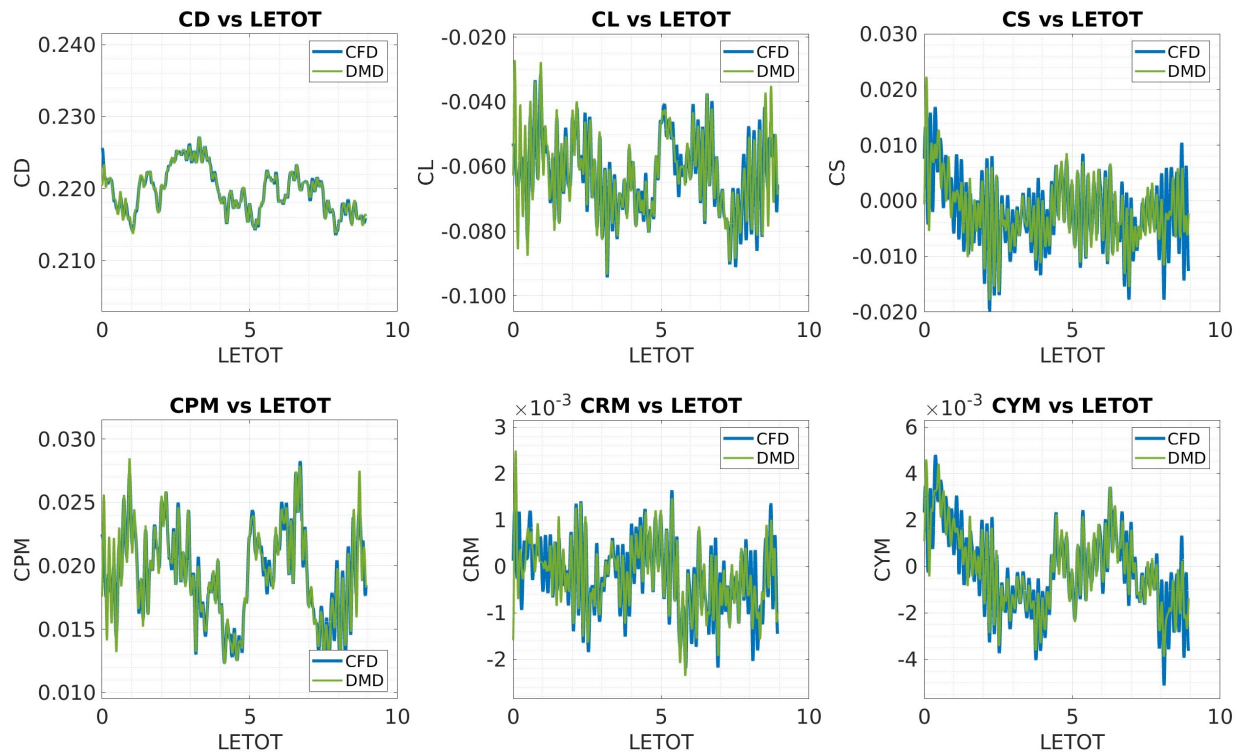 CD vs LETOT
0.240
0.230
0.220
0.210
CD
0 5 10
LETOT
CFD
DMD
CL vs LETOT
-0.020
-0.040
-0.060
-0.080
-0.100
CL
0 5 10
LETOT
CFD
DMD
CS vs LETOT
0.030
0.020
0.010
0.000
-0.010
-0.020
CS
0 5 10
LETOT
CFD
DMD
CPM vs LETOT
0.030
0.025
0.020
0.015
0.010
CPM
0 5 10
LETOT
CFD
DMD
×10⁻³ CRM vs LETOT
3
2
1
0
-1
-2
CRM
0 5 10
LETOT
CFD
DMD
×10⁻³ CYM vs LETOT
6
4
2
0
-2
-4
CYM
0 5 10
LETOT
CFD
DMD